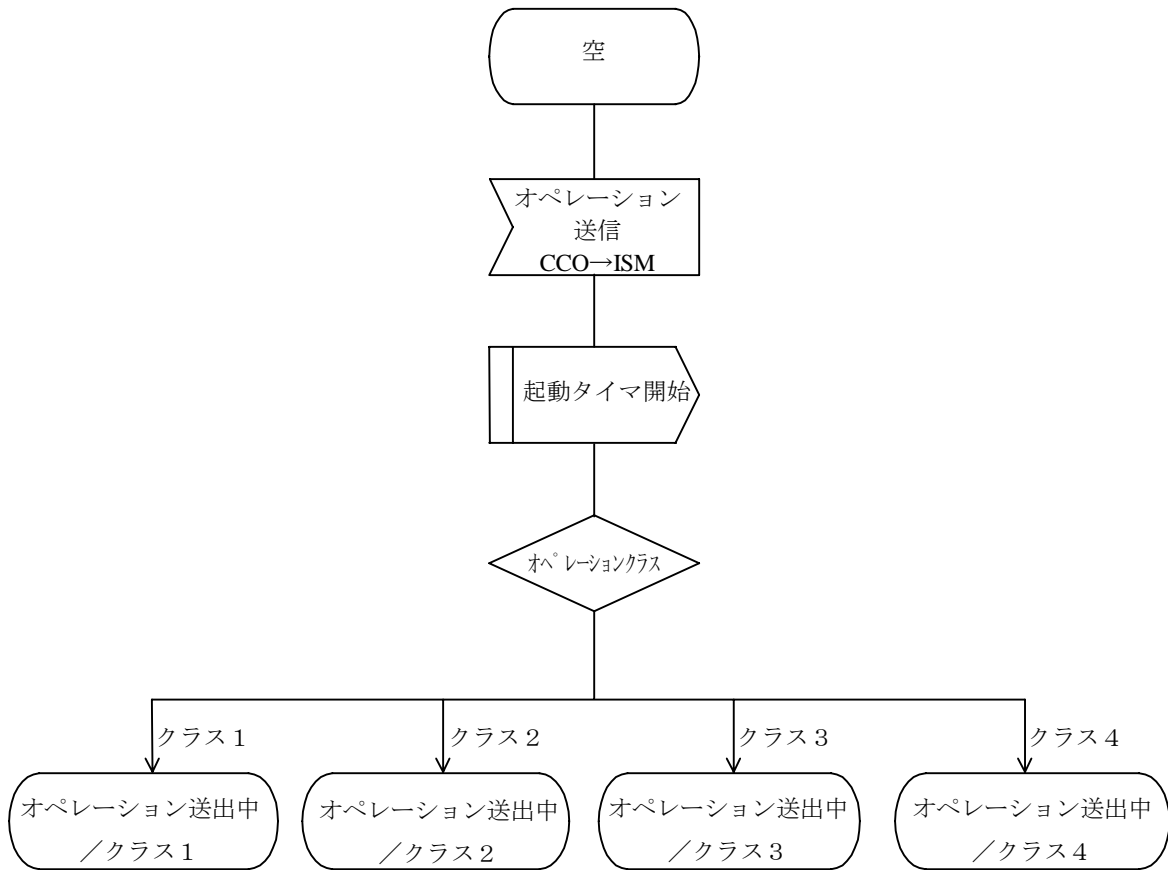 空
オペレーション
送信
CCO→ISM
起動タイマ開始
オペレーションクラス
クラス１
クラス２
クラス３
クラス４
オペレーション送出中
／クラス１
オペレーション送出中
／クラス２
オペレーション送出中
／クラス３
オペレーション送出中
／クラス４